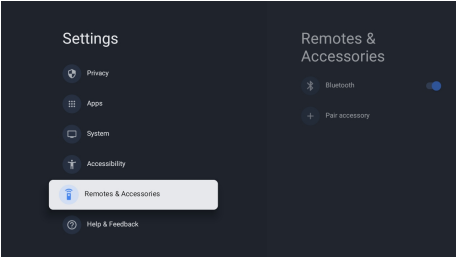 Settings
Privacy
Apps
System
Accessibility
Remotes & Accessories
Help & Feedback
Remotes &
Accessories
Bluetooth
Pair accessory